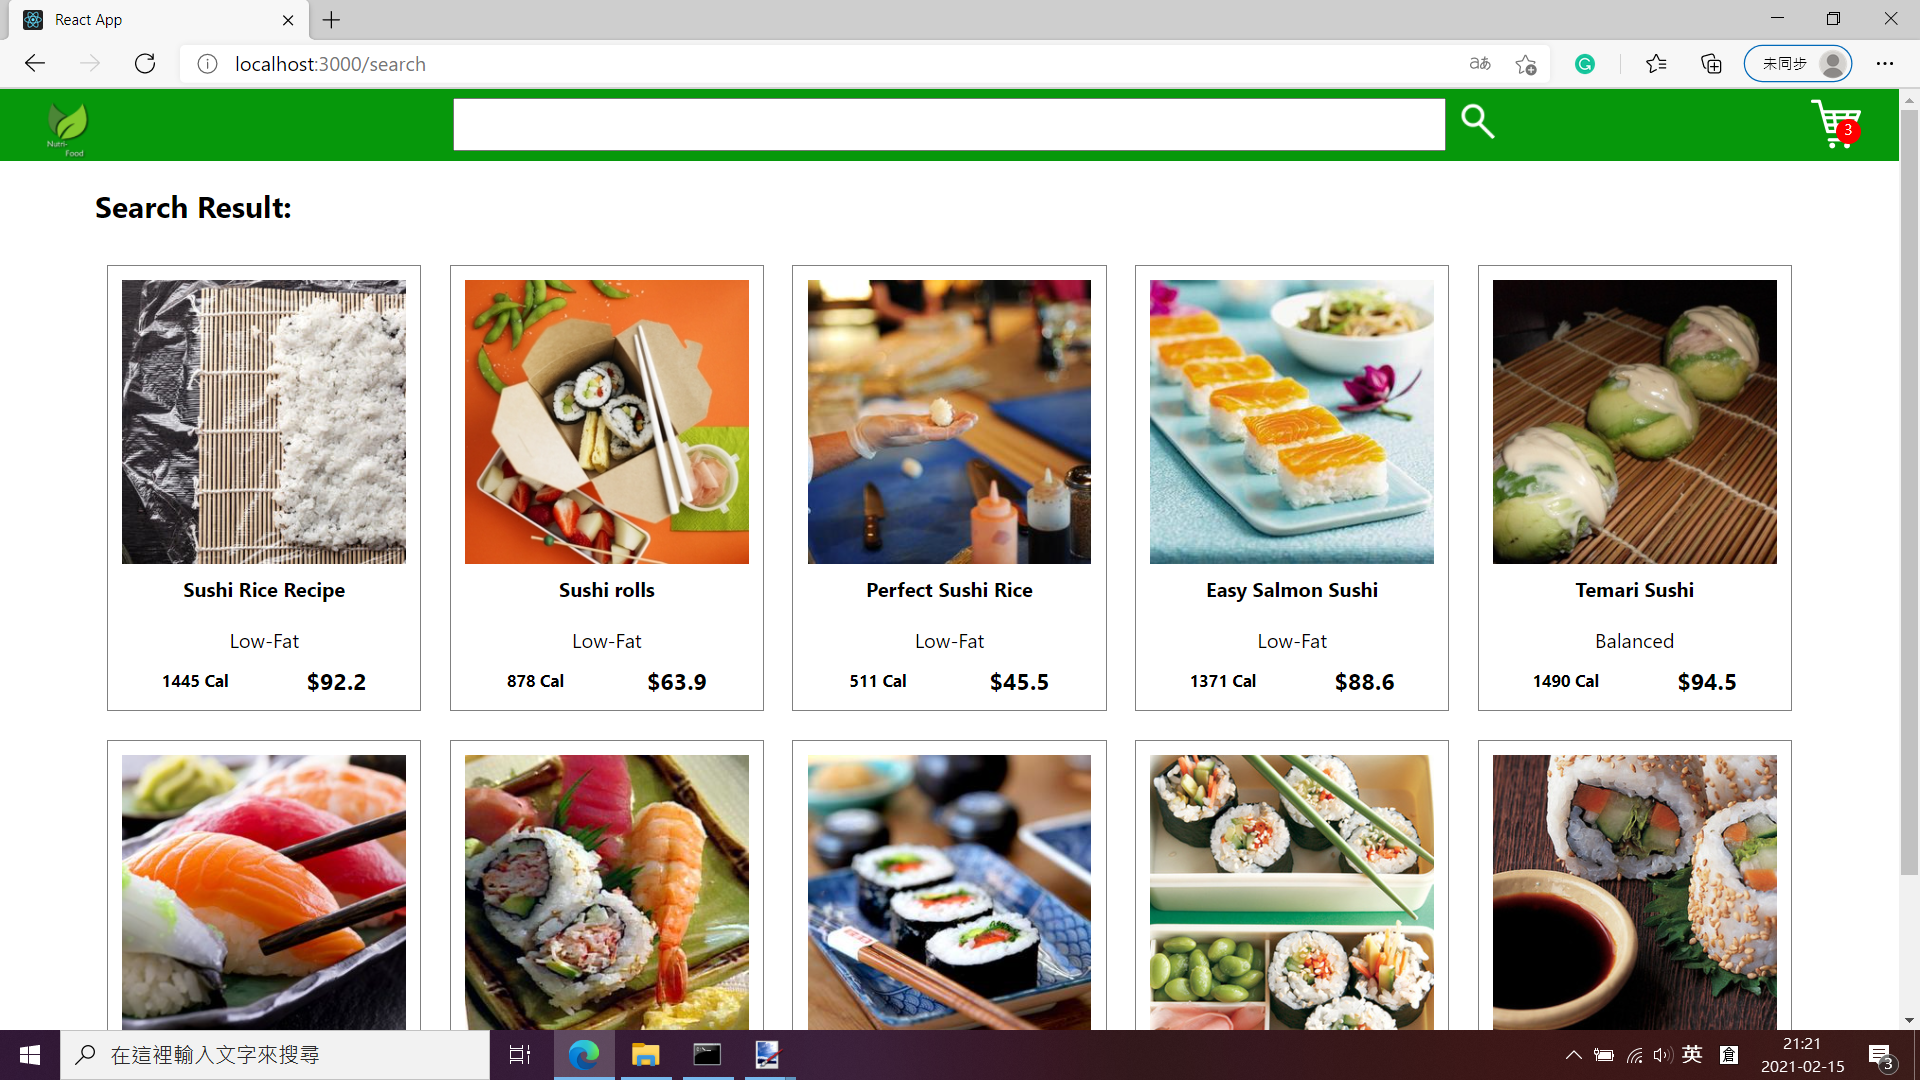 React App
localhost:3000/search
aあ
未同步
Nutri-
Food
3
Search Result:
Sushi Rice Recipe
Low-Fat
1445 Cal $92.2
Sushi rolls
Low-Fat
878 Cal $63.9
Perfect Sushi Rice
Low-Fat
511 Cal $45.5
Easy Salmon Sushi
Low-Fat
1371 Cal $88.6
Temari Sushi
Balanced
1490 Cal $94.5
在這裡輸入文字來搜尋
英
倉
21:21
2021-02-15
3